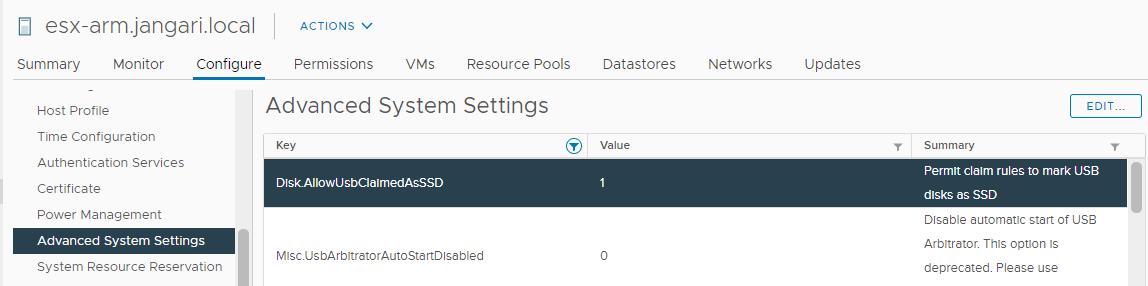 esx-arm.jangari.local
ACTIONS
Summary Monitor Configure Permissions VMs Resource Pools Datastores Networks Updates
Host Profile
Time Configuration
Authentication Services
Certificate
Power Management
Advanced System Settings
System Resource Reservation
Advanced System Settings
EDIT...
Key Value Summary
Disk.AllowUsbClaimedAsSSD 1 Permit claim rules to mark USB
disks as SSD
Misc.UsbArbitratorAutoStartDisabled 0 Disable automatic start of USB
Arbitrator. This option is
deprecated. Please use